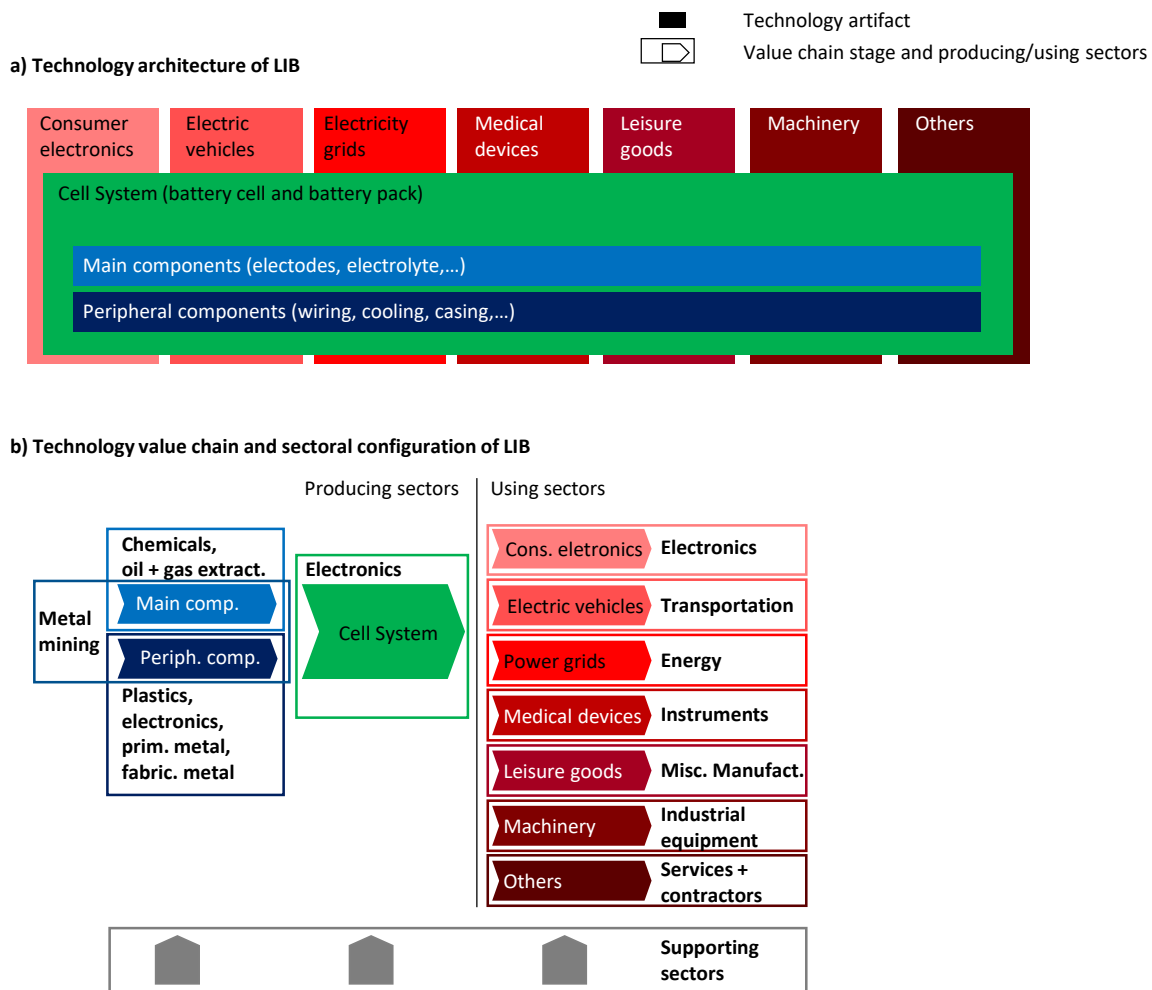 Technology artifact
Value chain stage and producing/using sectors
a) Technology architecture of LIB
Consumer
electronics
Electric
vehicles
Electricity
grids
Medical
devices
Leisure
goods
Machinery
Others
Cell System (battery cell and battery pack)
Main components (electodes, electrolyte,...)
Peripheral components (wiring, cooling, casing,...)
b) Technology value chain and sectoral configuration of LIB
Producing sectors
Using sectors
Metal
mining
Chemicals,
oil + gas extract.
Main comp.
Periph. comp.
Plastics,
electronics,
prim. metal,
fabric. metal
Electronics
Cell System
Cons. eletronics
Electronics
Electric vehicles
Transportation
Power grids
Energy
Medical devices
Instruments
Leisure goods
Misc. Manufact.
Machinery
Industrial
equipment
Others
Services +
contractors
Supporting
sectors